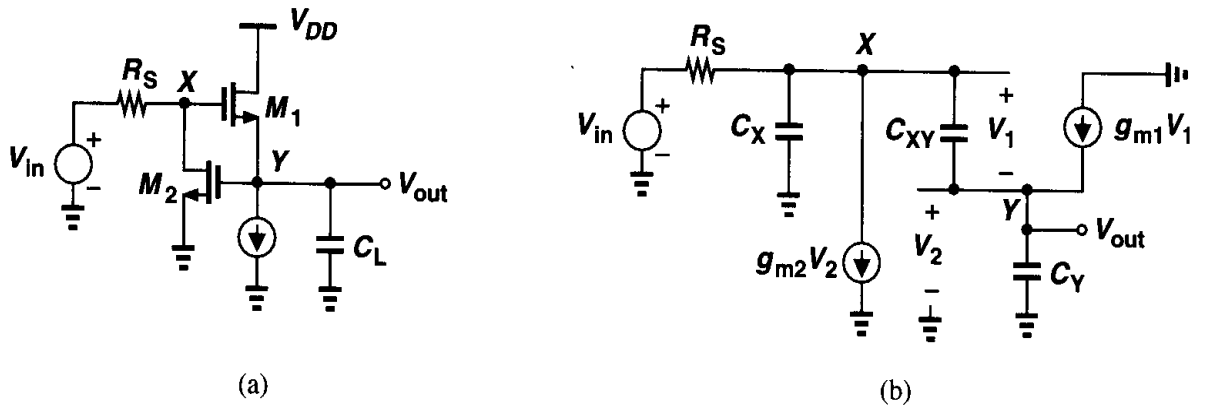 V_DD
R_S
X
M_1
V_in
+
−
Y
M_2
V_out
C_L
(a)
R_S
X
V_in
+
−
C_X
C_XY
+
V_1
−
g_m1V_1
g_m2V_2
+
V_2
−
Y
V_out
C_Y
(b)